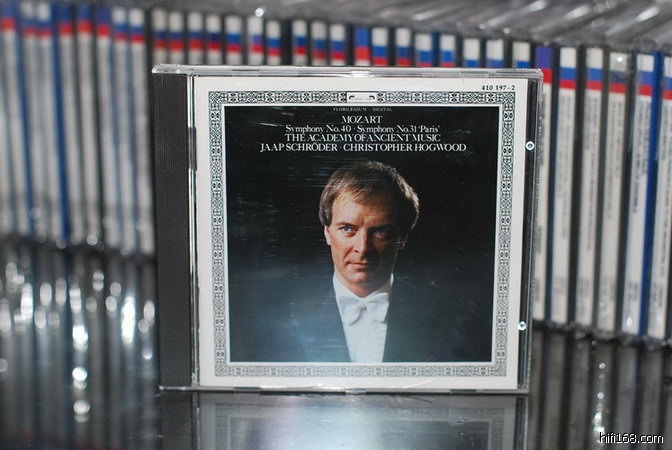 410 197-2
FLORILEGIUM · DIGITAL
MOZART
Symphony No.40 · Symphony No.31 'Paris'
THE ACADEMY OF ANCIENT MUSIC
JAAP SCHRÖDER · CHRISTOPHER HOGWOOD
hifi168.com